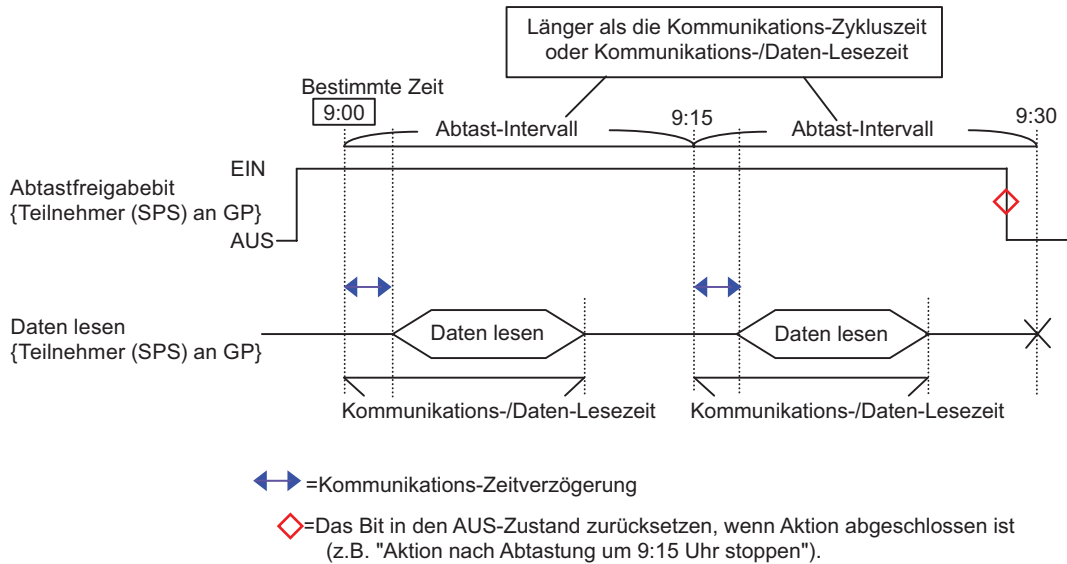 Länger als die Kommunikations-Zykluszeit
oder Kommunikations-/Daten-Lesezeit
Bestimmte Zeit
9:00
Abtast-Intervall
9:15
Abtast-Intervall
9:30
EIN
Abtastfreigabebit
{Teilnehmer (SPS) an GP}
AUS
Daten lesen
{Teilnehmer (SPS) an GP}
Daten lesen
Daten lesen
Kommunikations-/Daten-Lesezeit
Kommunikations-/Daten-Lesezeit
=Kommunikations-Zeitverzögerung
=Das Bit in den AUS-Zustand zurücksetzen, wenn Aktion abgeschlossen ist
(z.B. "Aktion nach Abtastung um 9:15 Uhr stoppen").